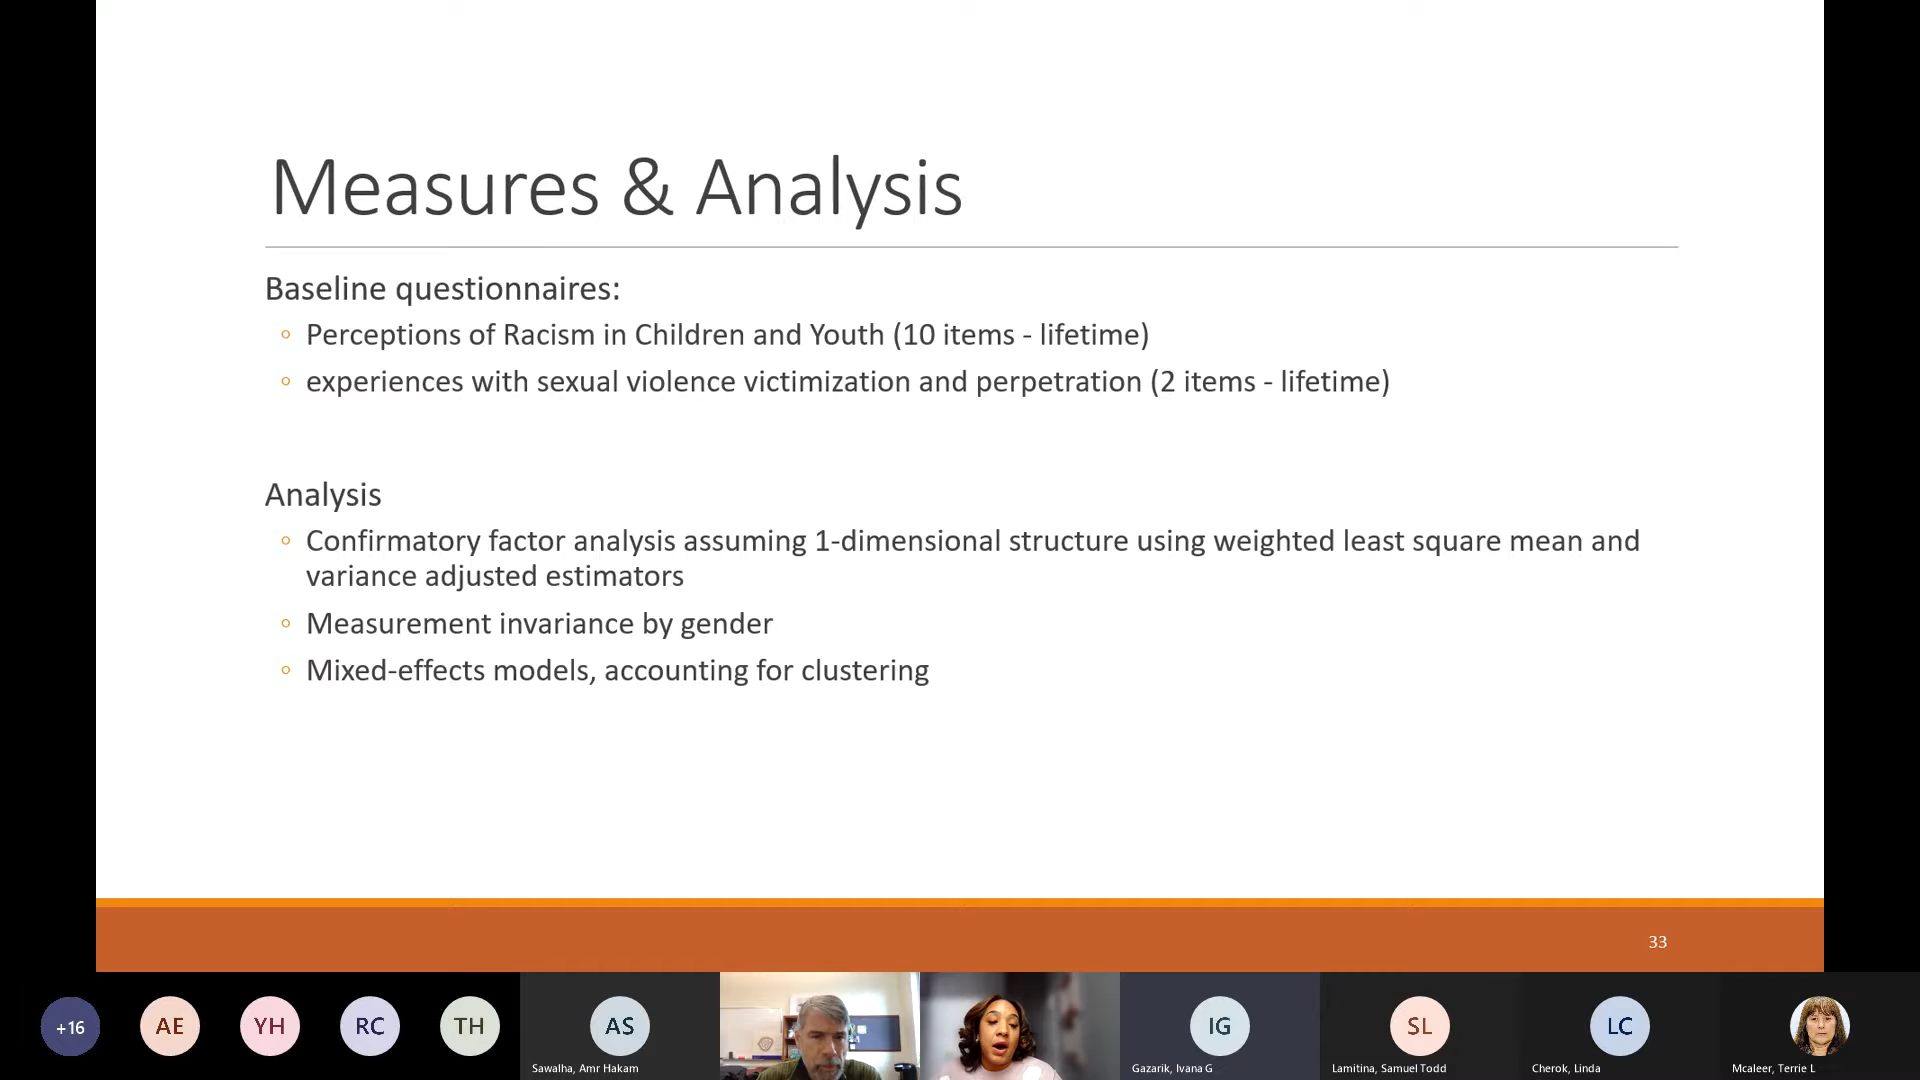 Measures & Analysis
Baseline questionnaires:
Perceptions of Racism in Children and Youth (10 items - lifetime)
experiences with sexual violence victimization and perpetration (2 items - lifetime)
Analysis
Confirmatory factor analysis assuming 1-dimensional structure using weighted least square mean and
variance adjusted estimators
Measurement invariance by gender
Mixed-effects models, accounting for clustering
33
+16
AE
YH
RC
TH
AS
IG
SL
LC
Sawalha, Amr Hakam
Gazarik, Ivana G
Lamitina, Samuel Todd
Cherok, Linda
Mcaleer, Terrie L